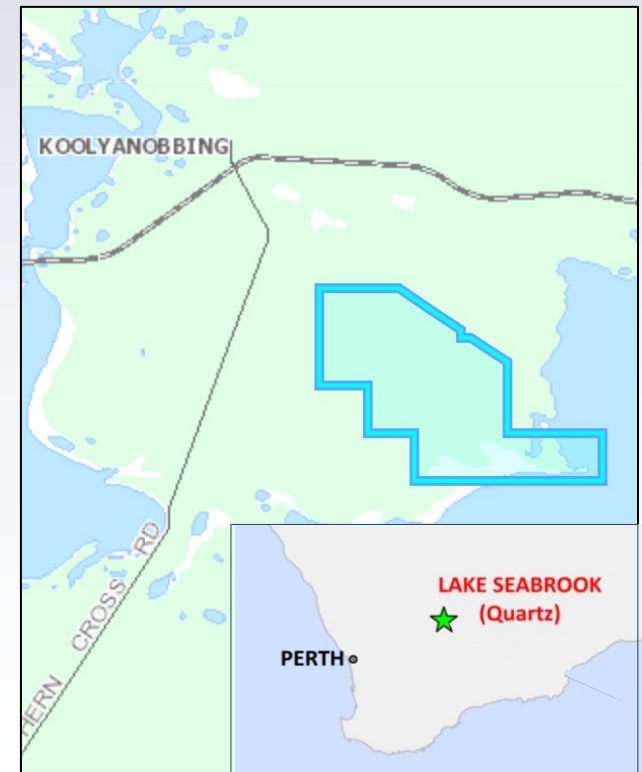 KOOLYANOBBING
HERN CROSS RD
LAKE SEABROOK
(Quartz)
PERTH